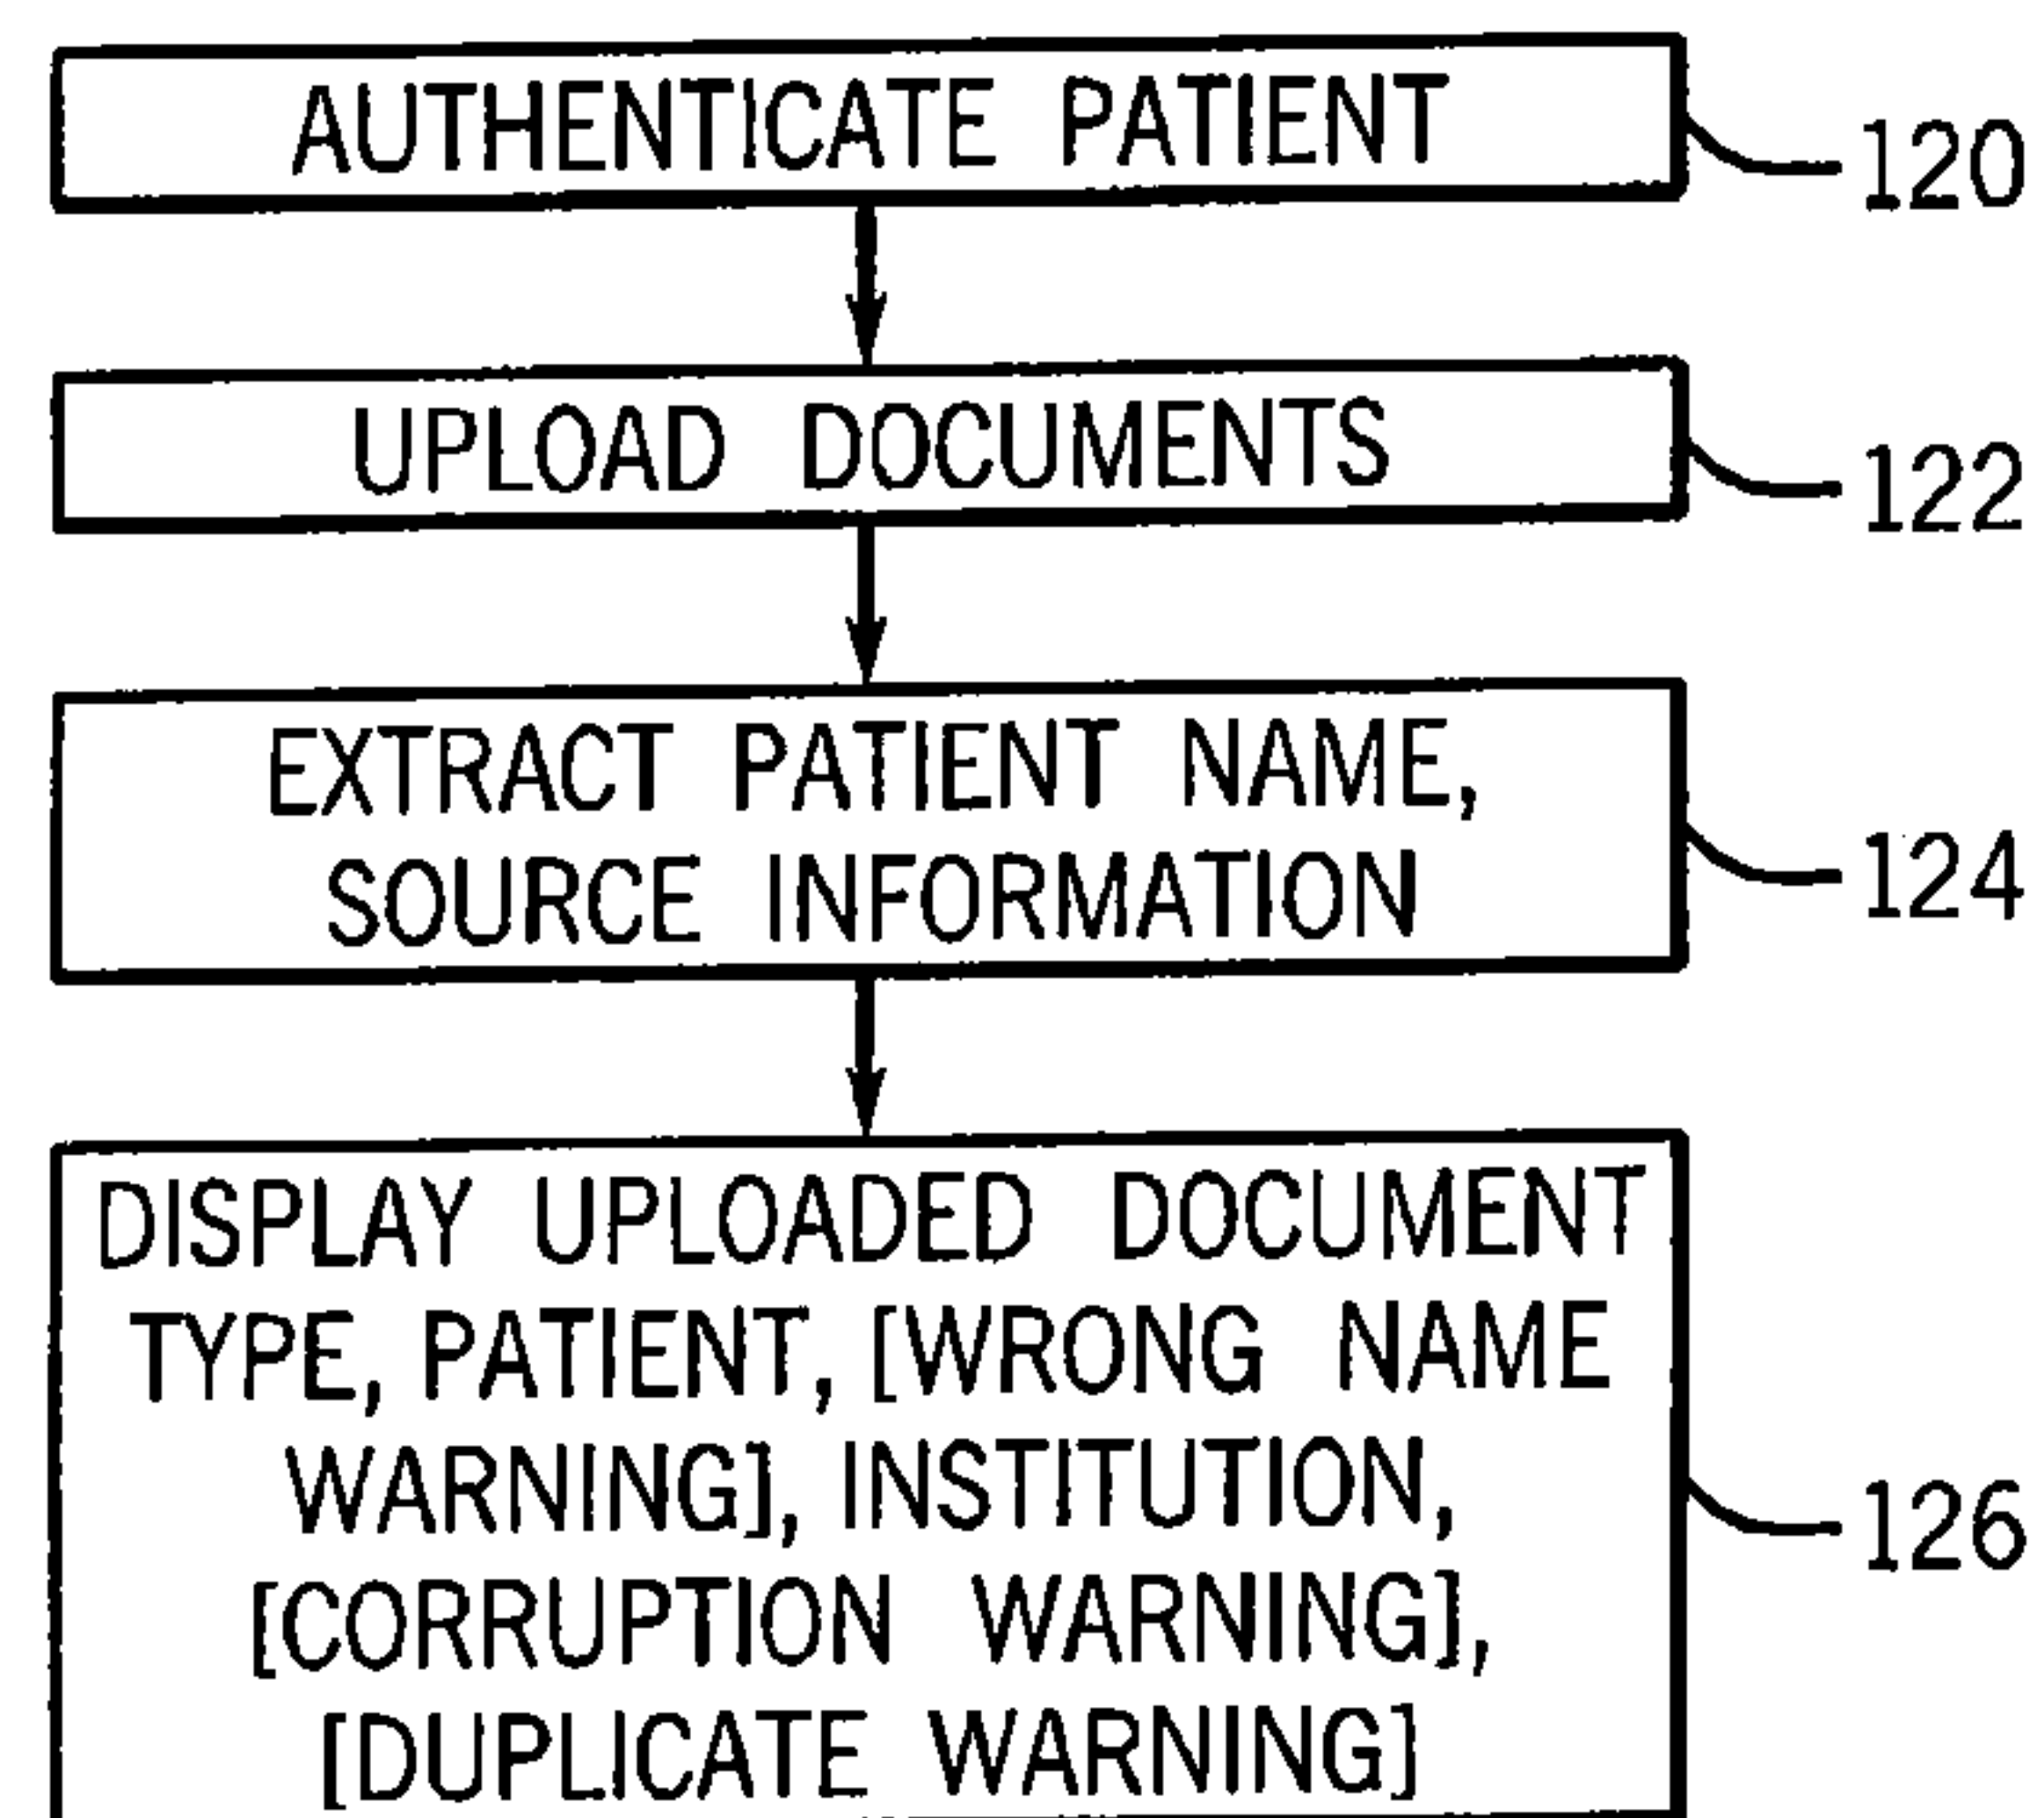 AUTHENTICATE PATIENT
120
UPLOAD DOCUMENTS
122
EXTRACT PATIENT NAME,
SOURCE INFORMATION
124
DISPLAY UPLOADED DOCUMENT
TYPE, PATIENT, [WRONG NAME
WARNING], INSTITUTION,
[CORRUPTION WARNING],
[DUPLICATE WARNING]
126